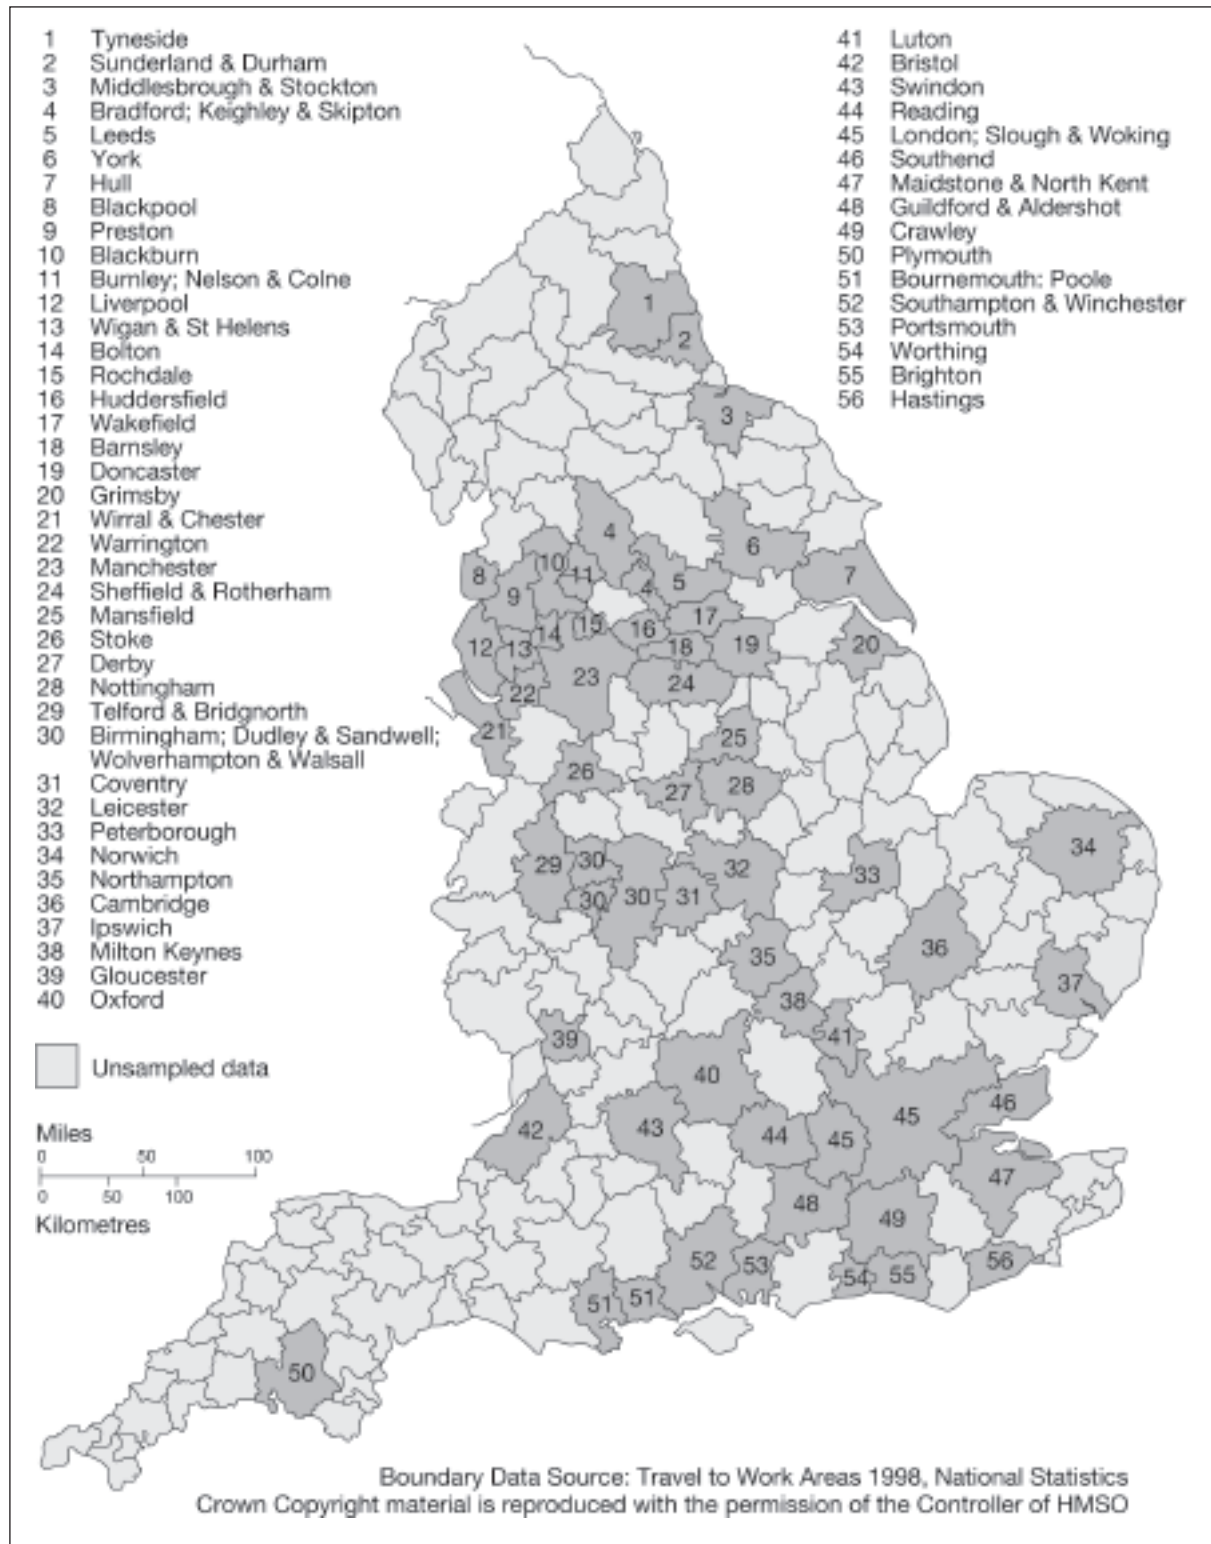 1 Tyneside
2 Sunderland & Durham
3 Middlesbrough & Stockton
4 Bradford; Keighley & Skipton
5 Leeds
6 York
7 Hull
8 Blackpool
9 Preston
10 Blackburn
11 Burnley; Nelson & Colne
12 Liverpool
13 Wigan & St Helens
14 Bolton
15 Rochdale
16 Huddersfield
17 Wakefield
18 Barnsley
19 Doncaster
20 Grimsby
21 Wirral & Chester
22 Warrington
23 Manchester
24 Sheffield & Rotherham
25 Mansfield
26 Stoke
27 Derby
28 Nottingham
29 Telford & Bridgnorth
30 Birmingham; Dudley & Sandwell;
Wolverhampton & Walsall
31 Coventry
32 Leicester
33 Peterborough
34 Norwich
35 Northampton
36 Cambridge
37 Ipswich
38 Milton Keynes
39 Gloucester
40 Oxford
41 Luton
42 Bristol
43 Swindon
44 Reading
45 London; Slough & Woking
46 Southend
47 Maidstone & North Kent
48 Guildford & Aldershot
49 Crawley
50 Plymouth
51 Bournemouth: Poole
52 Southampton & Winchester
53 Portsmouth
54 Worthing
55 Brighton
56 Hastings
Unsampled data
Miles
0 50 100
0 50 100
Kilometres
1
2
3
4
6
10
11
8
4
5
7
9
17
15
16
14
12
13
18
19
20
23
24
22
21
25
26
27
28
34
29
30
32
33
30
30
31
36
35
37
38
41
39
40
46
45
42
43
44
45
47
48
49
52
53
56
54
55
51
51
50
Boundary Data Source: Travel to Work Areas 1998, National Statistics
Crown Copyright material is reproduced with the permission of the Controller of HMSO